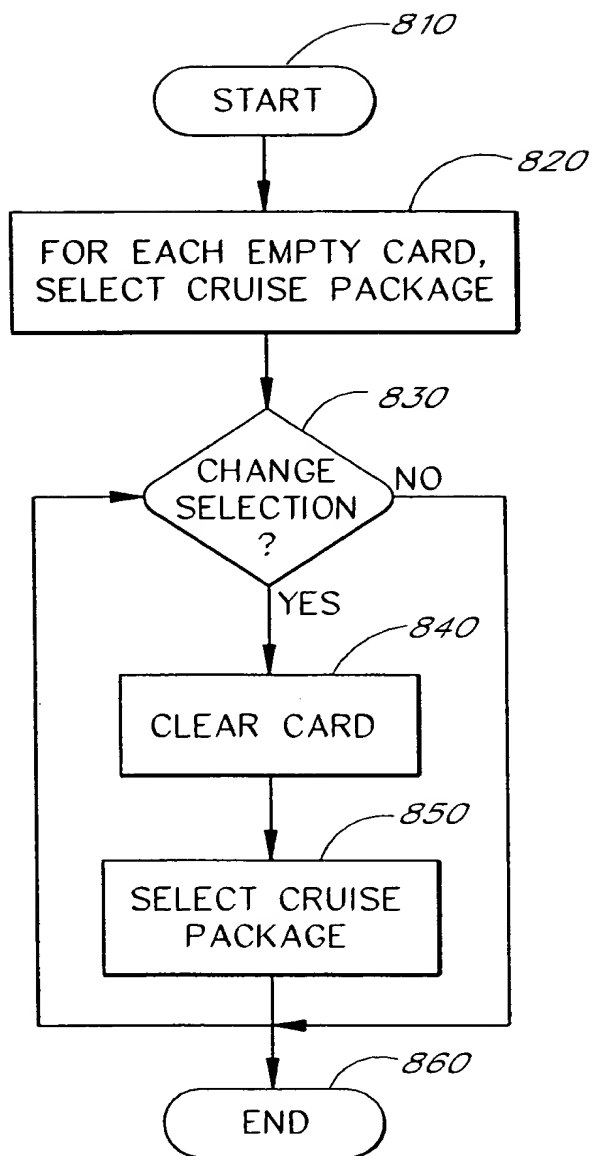 810
START
820
FOR EACH EMPTY CARD,
SELECT CRUISE PACKAGE
830
CHANGE
SELECTION
?
NO
YES
840
CLEAR CARD
850
SELECT CRUISE
PACKAGE
860
END